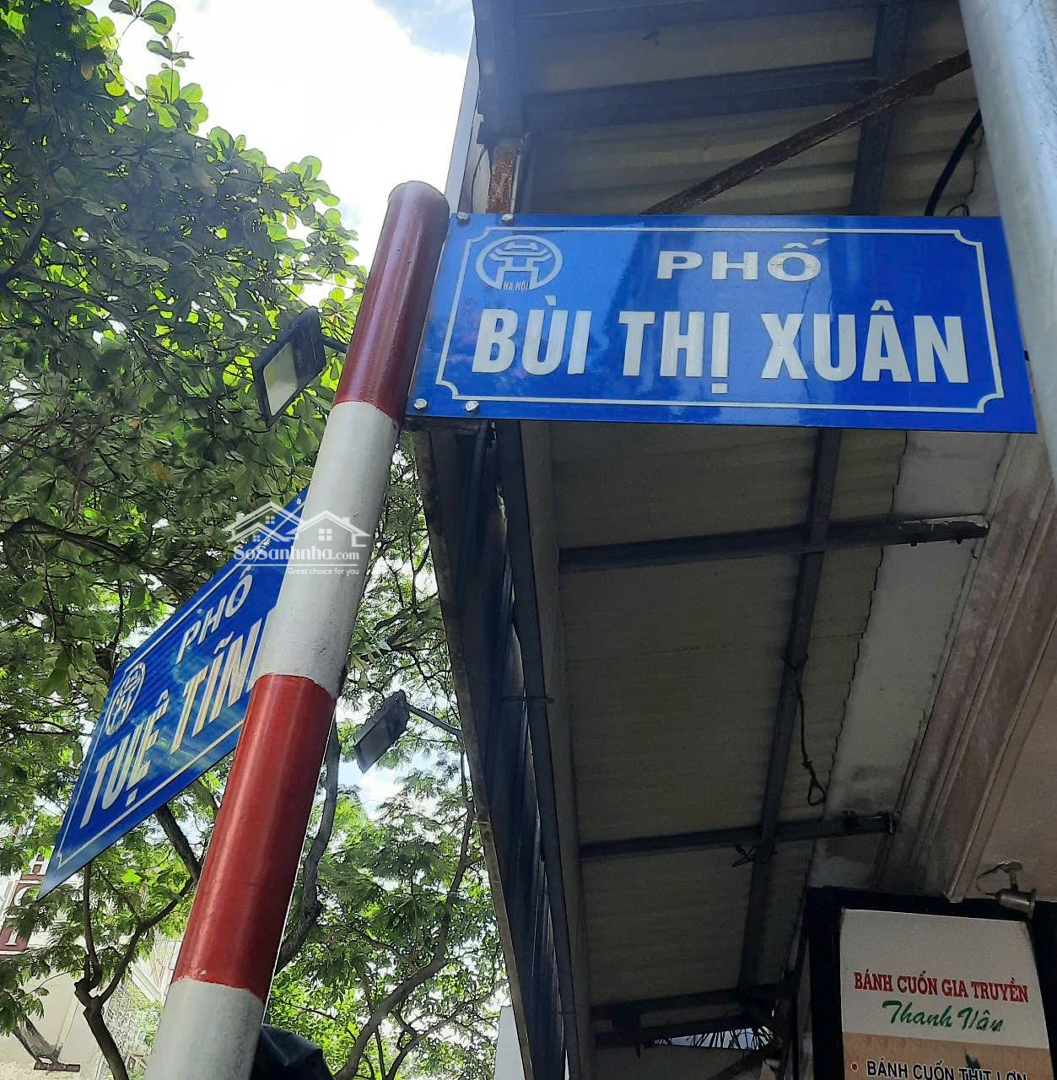 HÀ NỘI
PHỐ
BÙI THỊ XUÂN
SoSanhnha.com
Great choice for you
PHỐ
TUỆ TĨN
BÁNH CUỐN GIA TRUYỀN
Thanh Vân
• BÁNH CUỐN THỊT LỢN